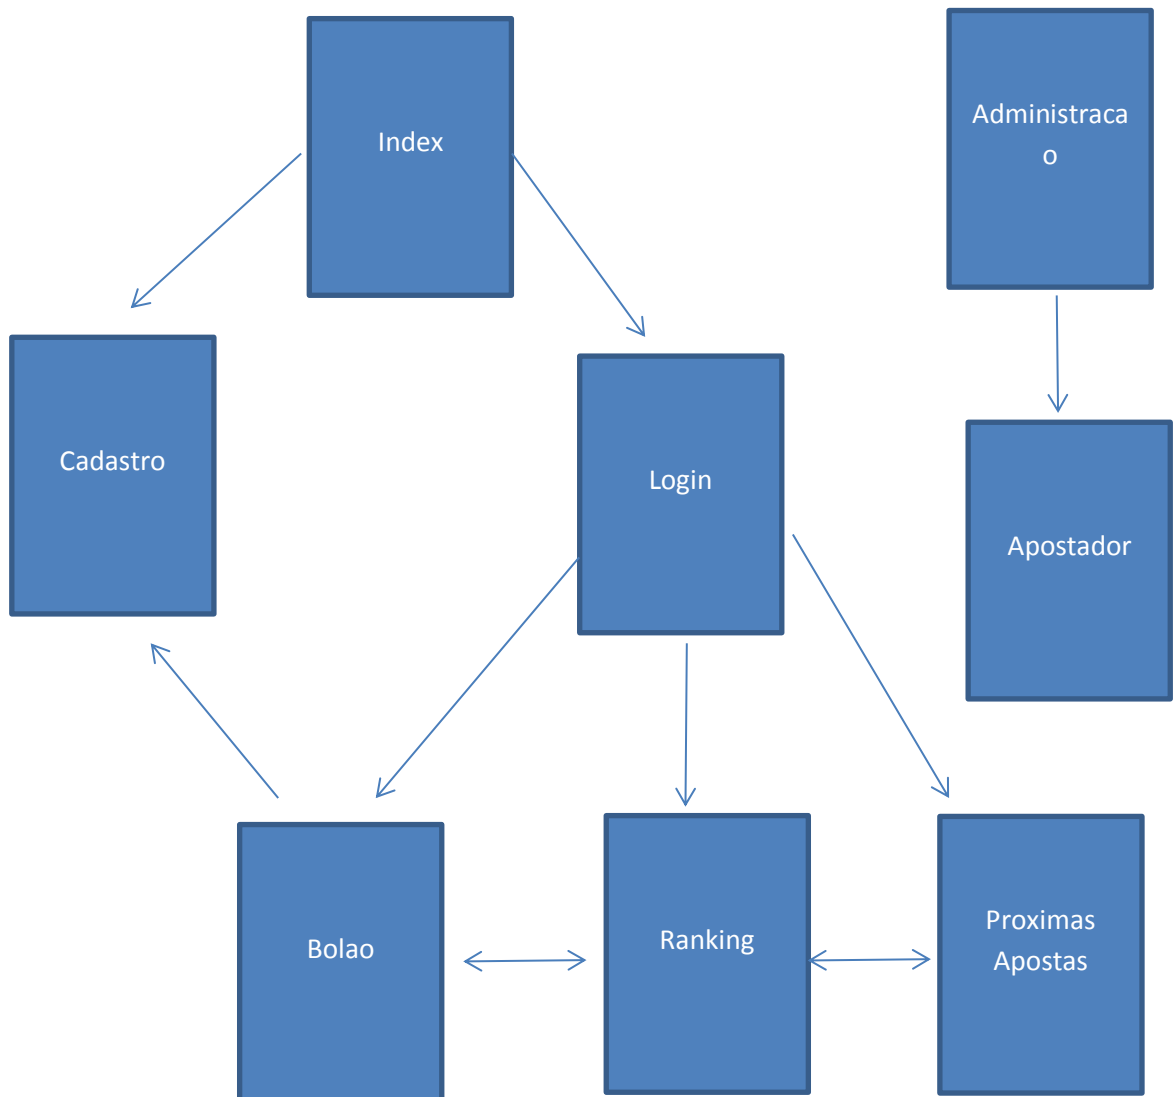 Index
Administraca
o
Cadastro
Login
Apostador
Bolao
Ranking
Proximas
Apostas